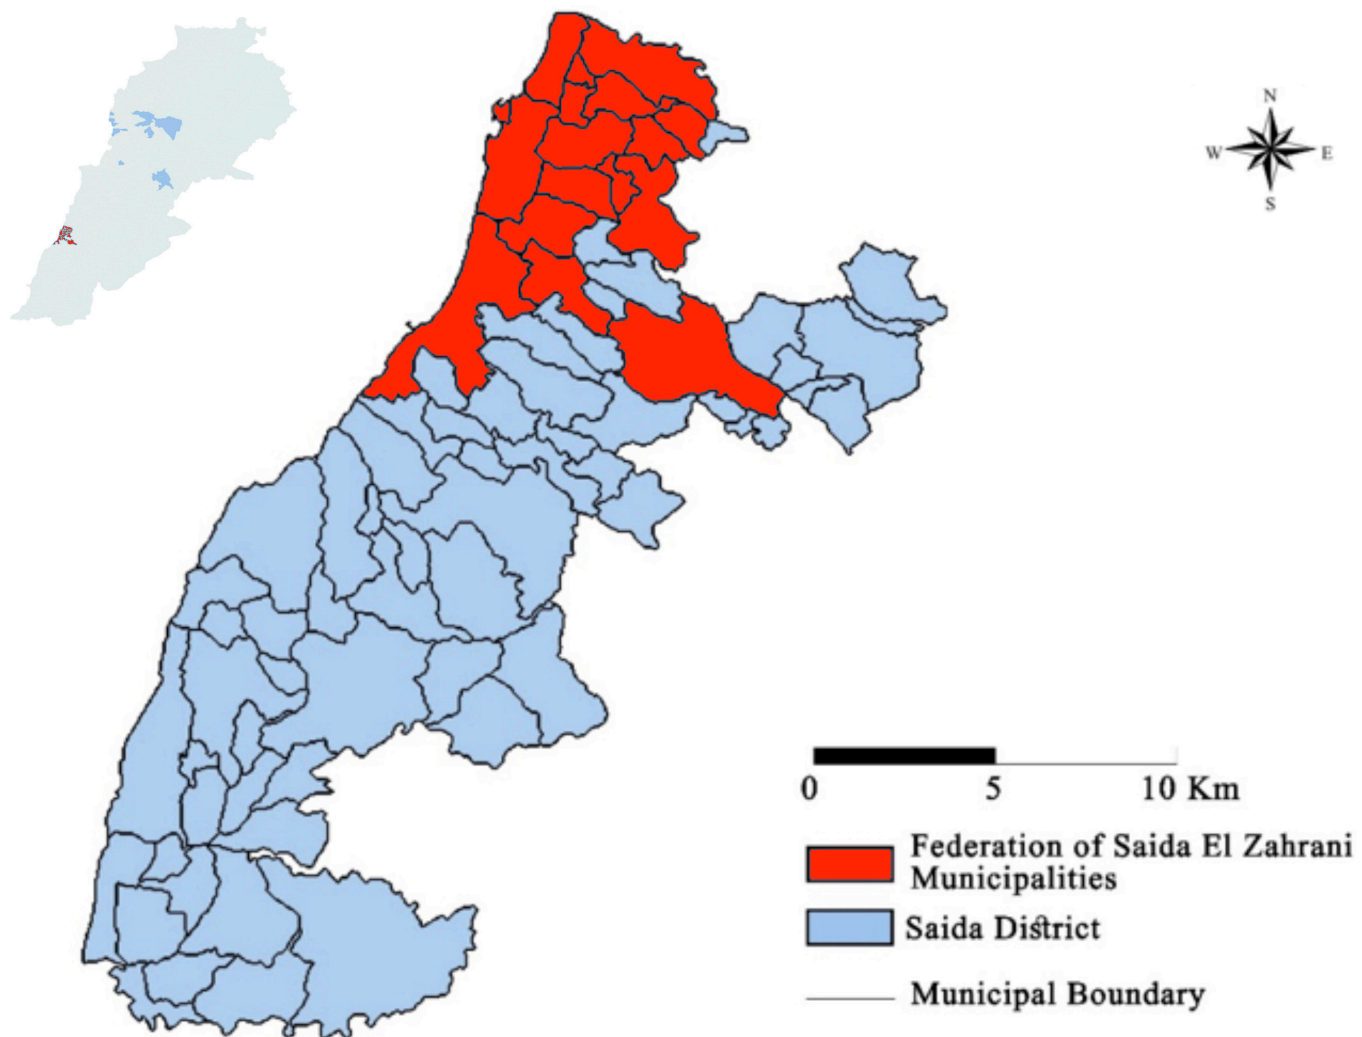 N
W E
S
0 5 10 Km
Federation of Saida El Zahrani
Municipalities
Saida District
Municipal Boundary